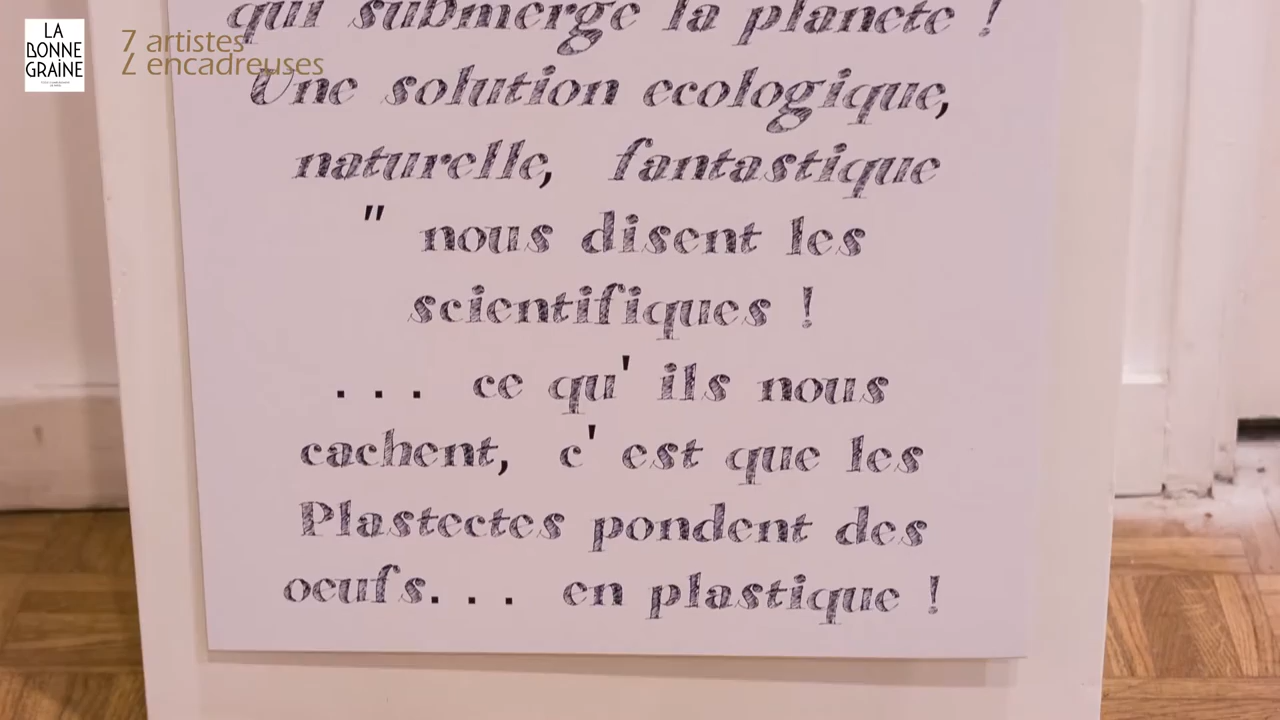 LA
BONNE
GRAINE
7 artistes
7 encadreuses
qui submerge la planete !
Une solution ecologique,
naturelle, fantastique
" nous disent les
scientifiques !
. . . ce qu' ils nous
cachent, c' est que les
Plastectes pondent des
oeufs. . . en plastique !